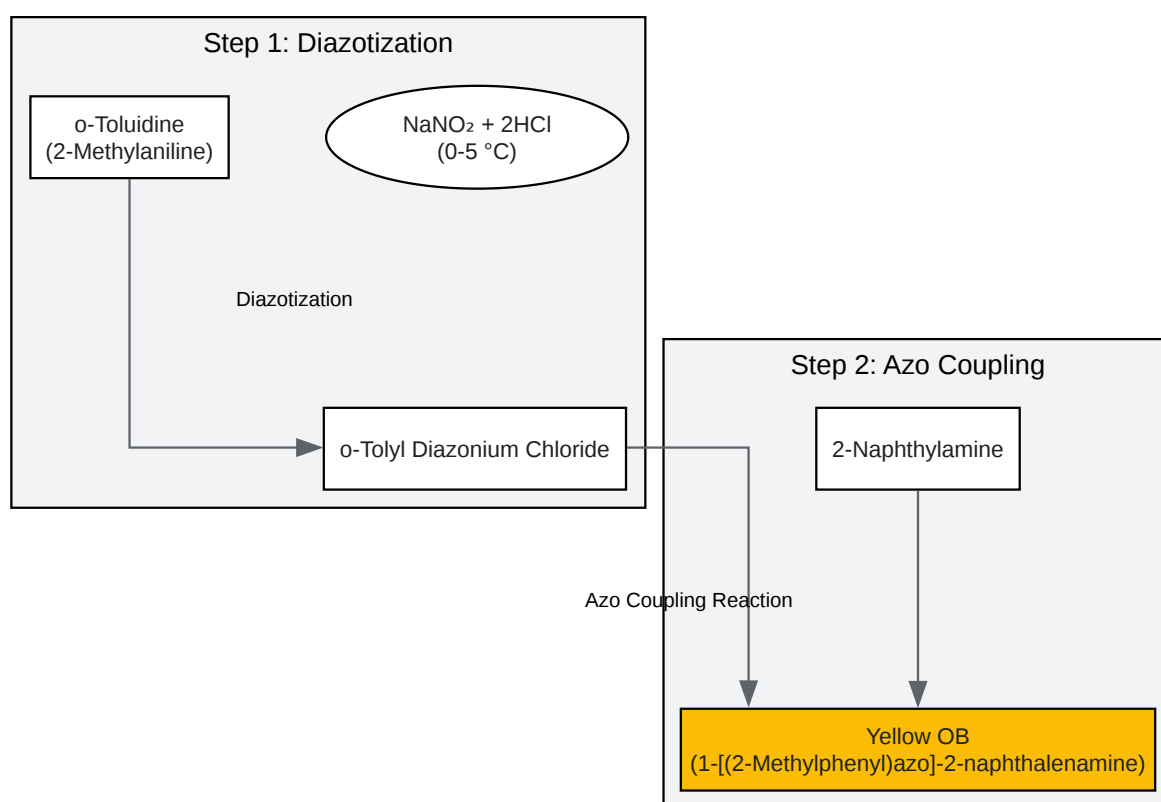 Step 1: Diazotization
o-Toluidine
(2-Methylaniline)
NaNO₂ + 2HCl
(0-5 °C)
Diazotization
o-Tolyl Diazonium Chloride
Step 2: Azo Coupling
2-Naphthylamine
Azo Coupling Reaction
Yellow OB
(1-[(2-Methylphenyl)azo]-2-naphthalenamine)